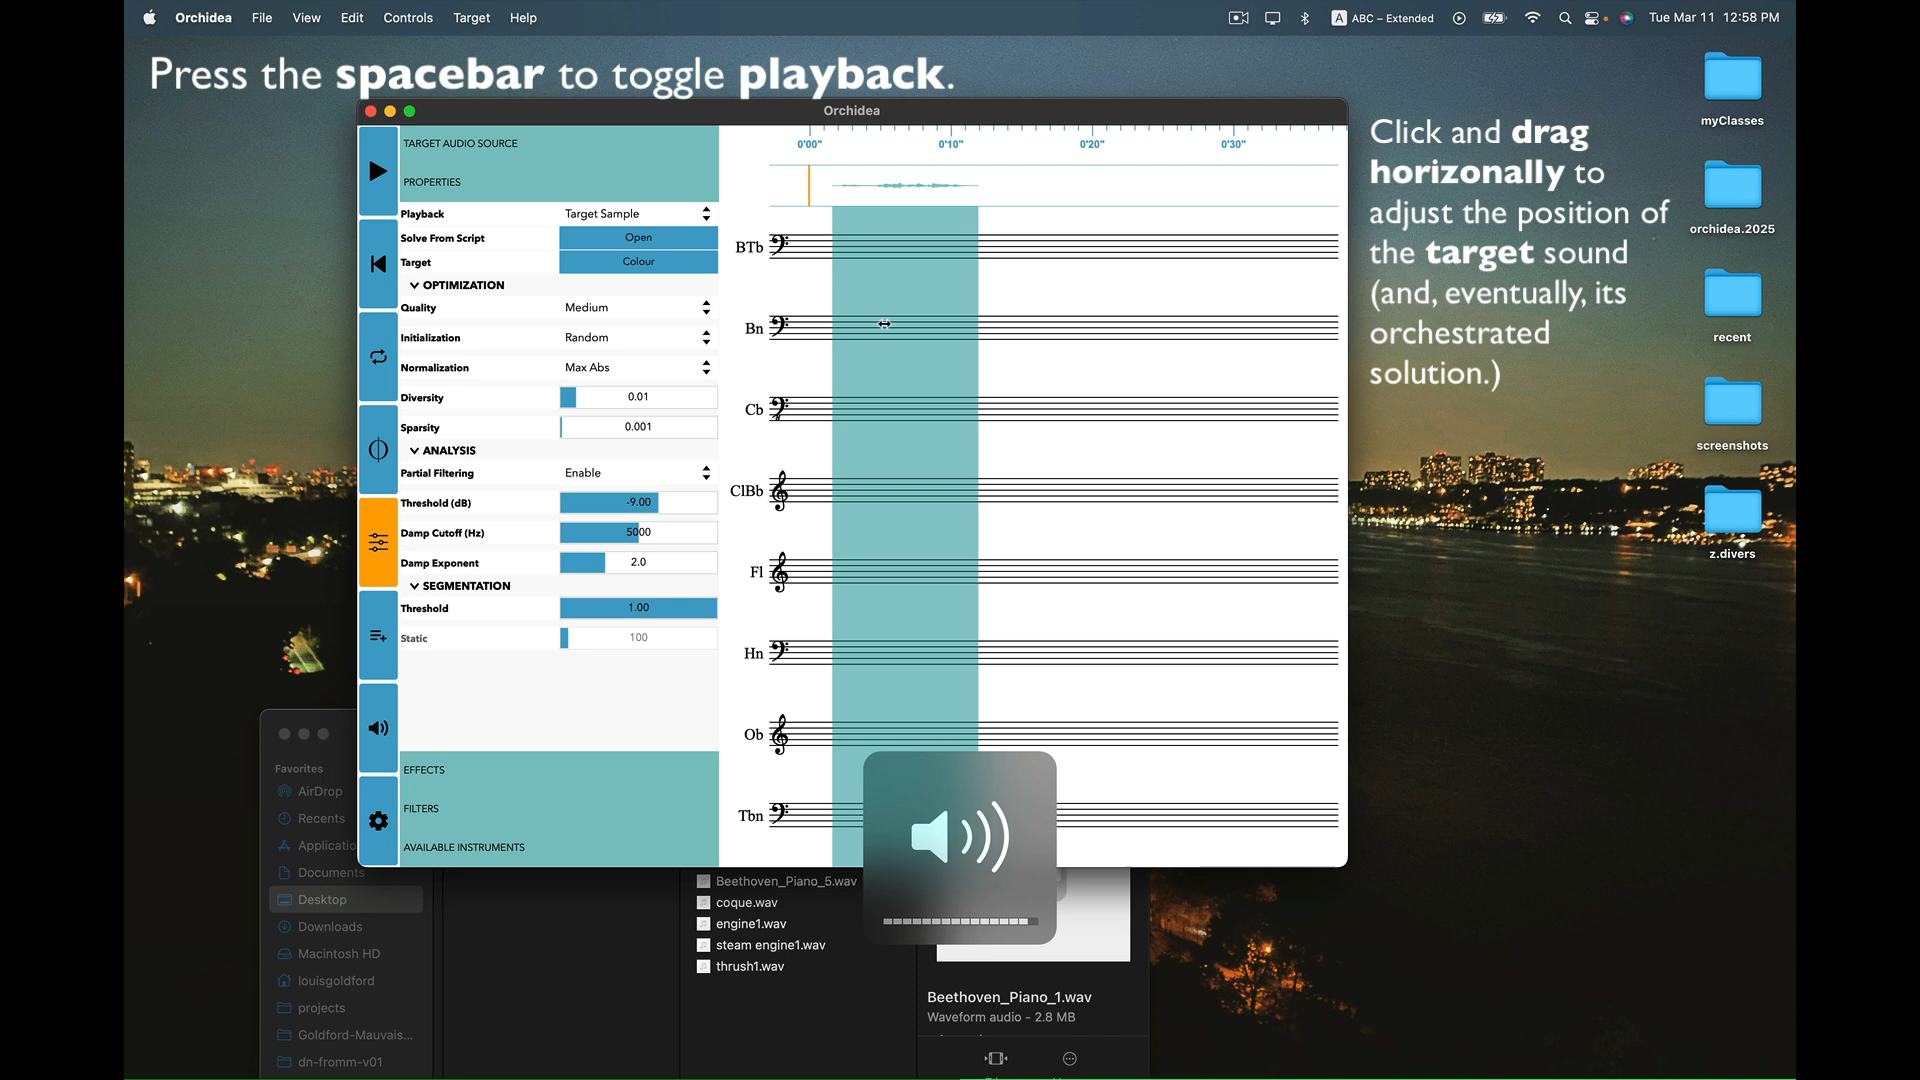 Orchidea File View Edit Controls Target Help
A ABC – Extended Tue Mar 11 12:58 PM
Press the spacebar to toggle playback.
Orchidea
Click and drag
horizonally to
adjust the position of
the target sound
(and, eventually, its
orchestrated
solution.)
myClasses
orchidea.2025
recent
screenshots
z.divers
TARGET AUDIO SOURCE
PROPERTIES
Playback Target Sample
Solve From Script Open
Target Colour
OPTIMIZATION
Quality Medium
Initialization Random
Normalization Max Abs
Diversity 0.01
Sparsity 0.001
ANALYSIS
Partial Filtering Enable
Threshold (dB) -9.00
Damp Cutoff (Hz) 5000
Damp Exponent 2.0
SEGMENTATION
Threshold 1.00
Static 100
EFFECTS
FILTERS
AVAILABLE INSTRUMENTS
0'00" 0'10" 0'20" 0'30"
BTb
Bn
Cb
ClBb
Fl
Hn
Ob
Tbn
Favorites
AirDrop
Recents
Applicatio
Documents
Desktop
Downloads
Macintosh HD
louisgoldford
projects
Goldford-Mauvais...
dn-fromm-v01
Beethoven_Piano_5.wav
coque.wav
engine1.wav
steam engine1.wav
thrush1.wav
Beethoven_Piano_1.wav
Waveform audio - 2.8 MB